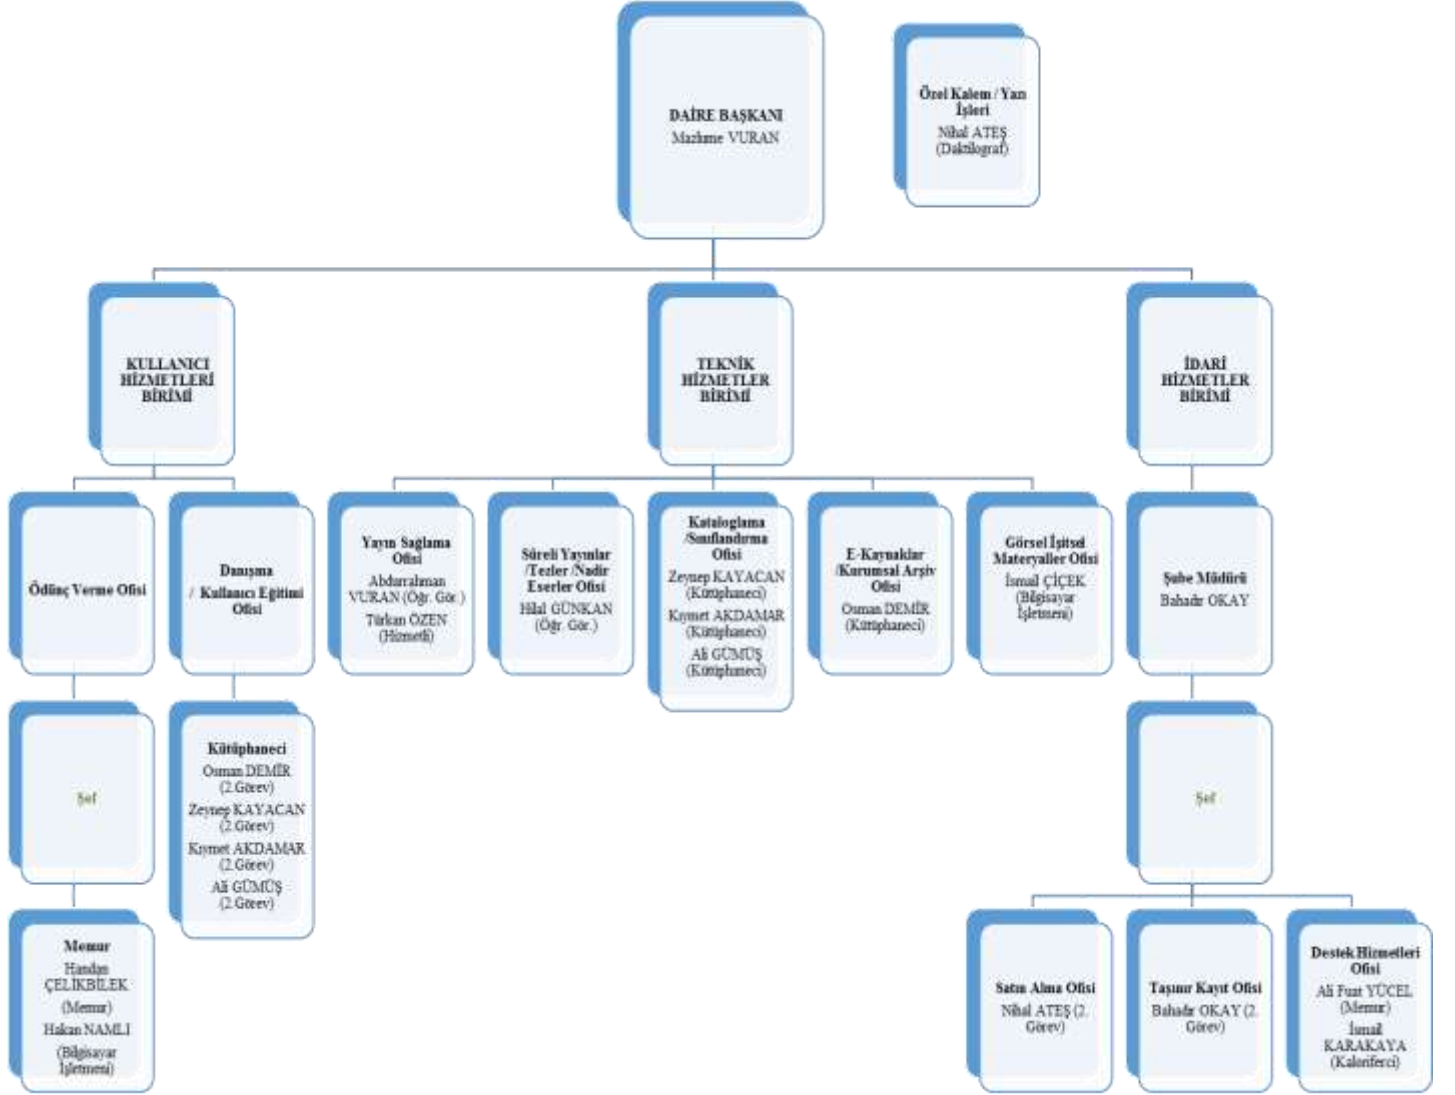 DAİRE BAŞKANI
Mazlume VURAN
Özel Kalem / Yazı
İşleri
Nihal ATEŞ
(Daktilograf)
KULLANICI
HİZMETLERİ
BİRİMİ
TEKNİK
HİZMETLER
BİRİMİ
İDARİ
HİZMETLER
BİRİMİ
Ödünç Verme Ofisi
Danışma
/ Kullanıcı Eğitimi
Ofisi
Yayın Sağlama
Ofisi
Abdurrahman
VURAN (Öğr. Gör.)
Türkan ÖZEN
(Hizmetli)
Süreli Yayınlar
/Tezler /Nadir
Eserler Ofisi
Hilal GÜNKAN
(Öğr. Gör.)
Kataloglama
/Sınıflandırma
Ofisi
Zeynep KAYACAN
(Kütüphaneci)
Kıymet AKDAMAR
(Kütüphaneci)
Ali GÜMÜŞ
(Kütüphaneci)
E-Kaynaklar
/Kurumsal Arşiv
Ofisi
Osman DEMİR
(Kütüphaneci)
Görsel İşitsel
Materyaller Ofisi
İsmail ÇİÇEK
(Bilgisayar
İşletmeni)
Şube Müdürü
Bahadır OKAY
Şef
Kütüphaneci
Osman DEMİR
(2.Görev)
Zeynep KAYACAN
(2.Görev)
Kıymet AKDAMAR
(2.Görev)
Ali GÜMÜŞ
(2.Görev)
Şef
Memur
Handan
ÇELİKBİLEK
(Memur)
Hakan NAMLI
(Bilgisayar
İşletmeni)
Satın Alma Ofisi
Nihal ATEŞ (2.
Görev)
Taşınır Kayıt Ofisi
Bahadır OKAY (2.
Görev)
Destek Hizmetleri
Ofisi
Ali Fuat YÜCEL
(Memur)
İsmail
KARAKAYA
(Kaloriferci)